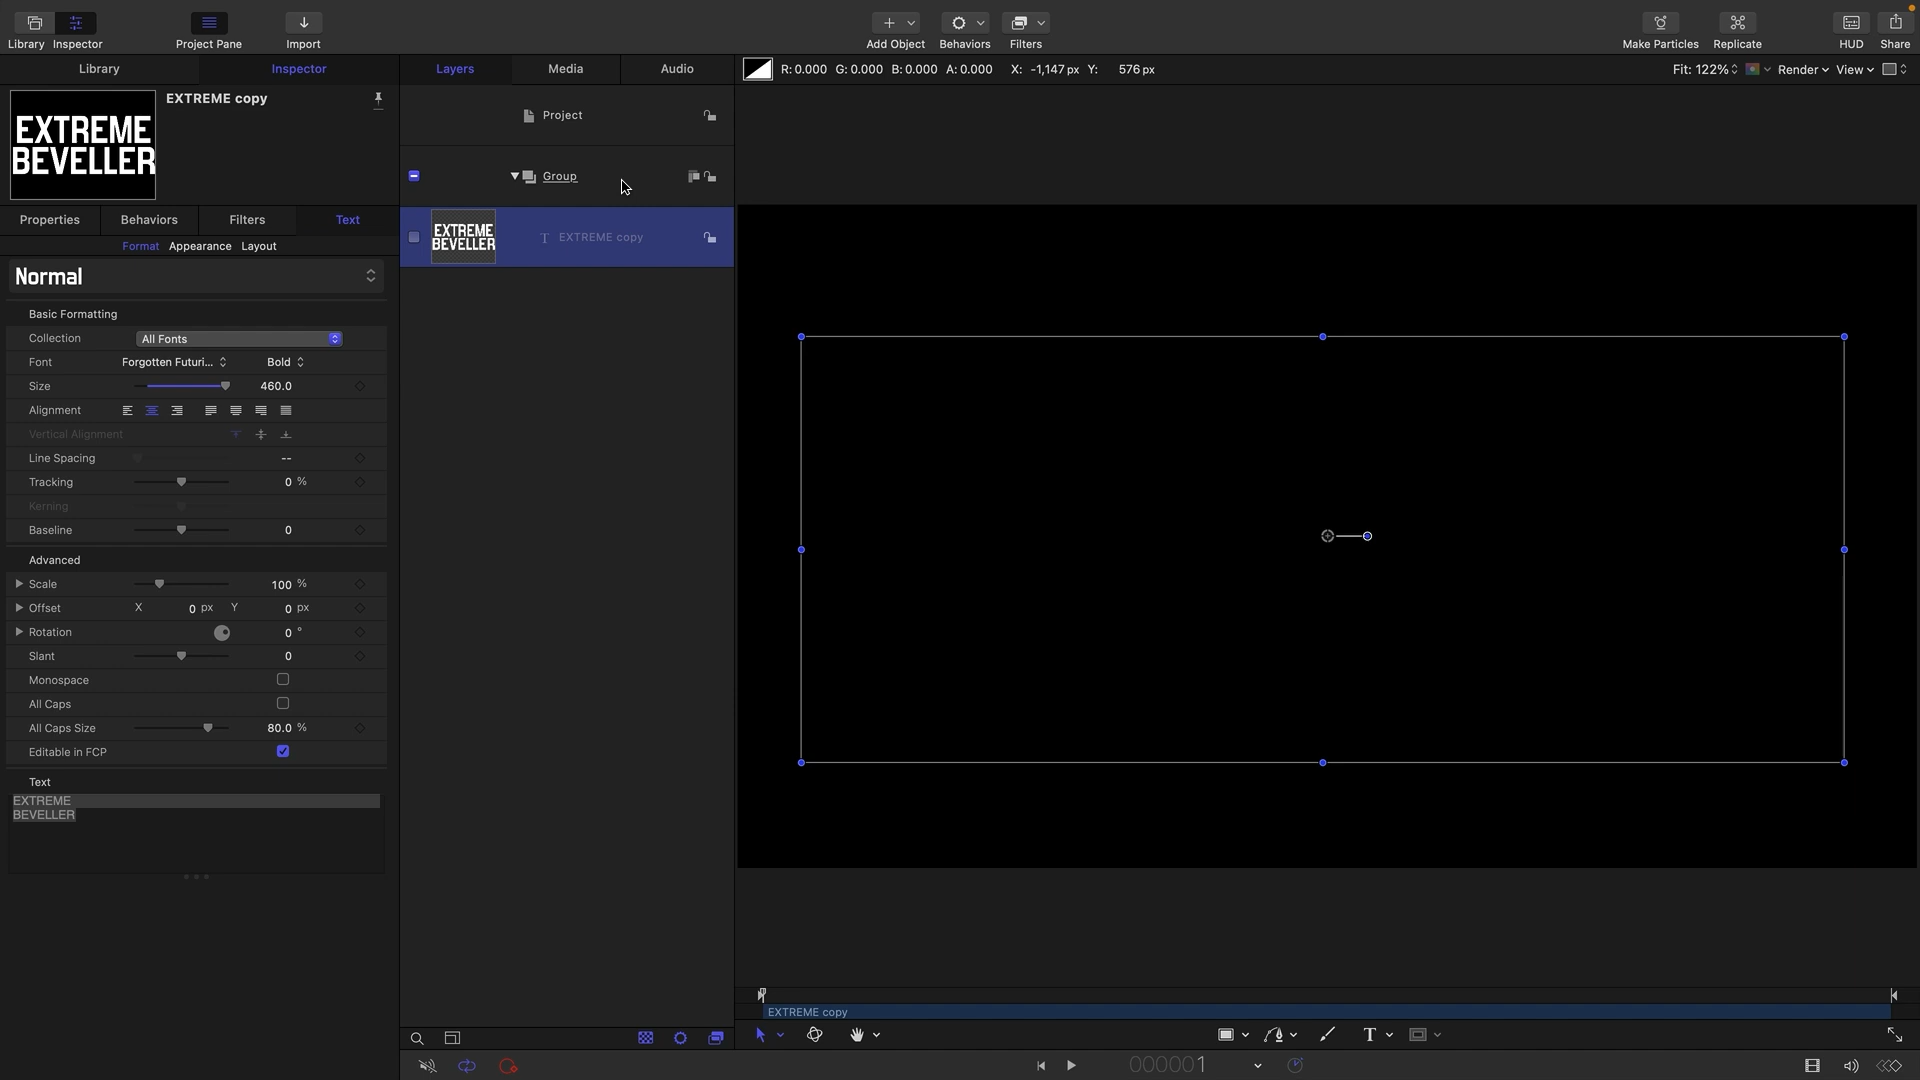 Library Inspector
Project Pane
Import
Add Object
Behaviors
Filters
Make Particles
Replicate
HUD
Share
Library
Inspector
Layers
Media
Audio
R: 0.000 G: 0.000 B: 0.000 A: 0.000 X: -1,147 px Y: 576 px
Fit: 122%
Render
View
EXTREME
BEVELLER
EXTREME copy
Project
Group
EXTREME
BEVELLER
T EXTREME copy
Properties
Behaviors
Filters
Text
Format Appearance Layout
Normal
Basic Formatting
Collection All Fonts
Font Forgotten Futuri... Bold
Size 460.0
Alignment
Vertical Alignment
Line Spacing --
Tracking 0 %
Kerning
Baseline 0
Advanced
Scale 100 %
Offset X 0 px Y 0 px
Rotation 0 °
Slant 0
Monospace
All Caps
All Caps Size 80.0 %
Editable in FCP
Text
EXTREME
BEVELLER
EXTREME copy
T
000001